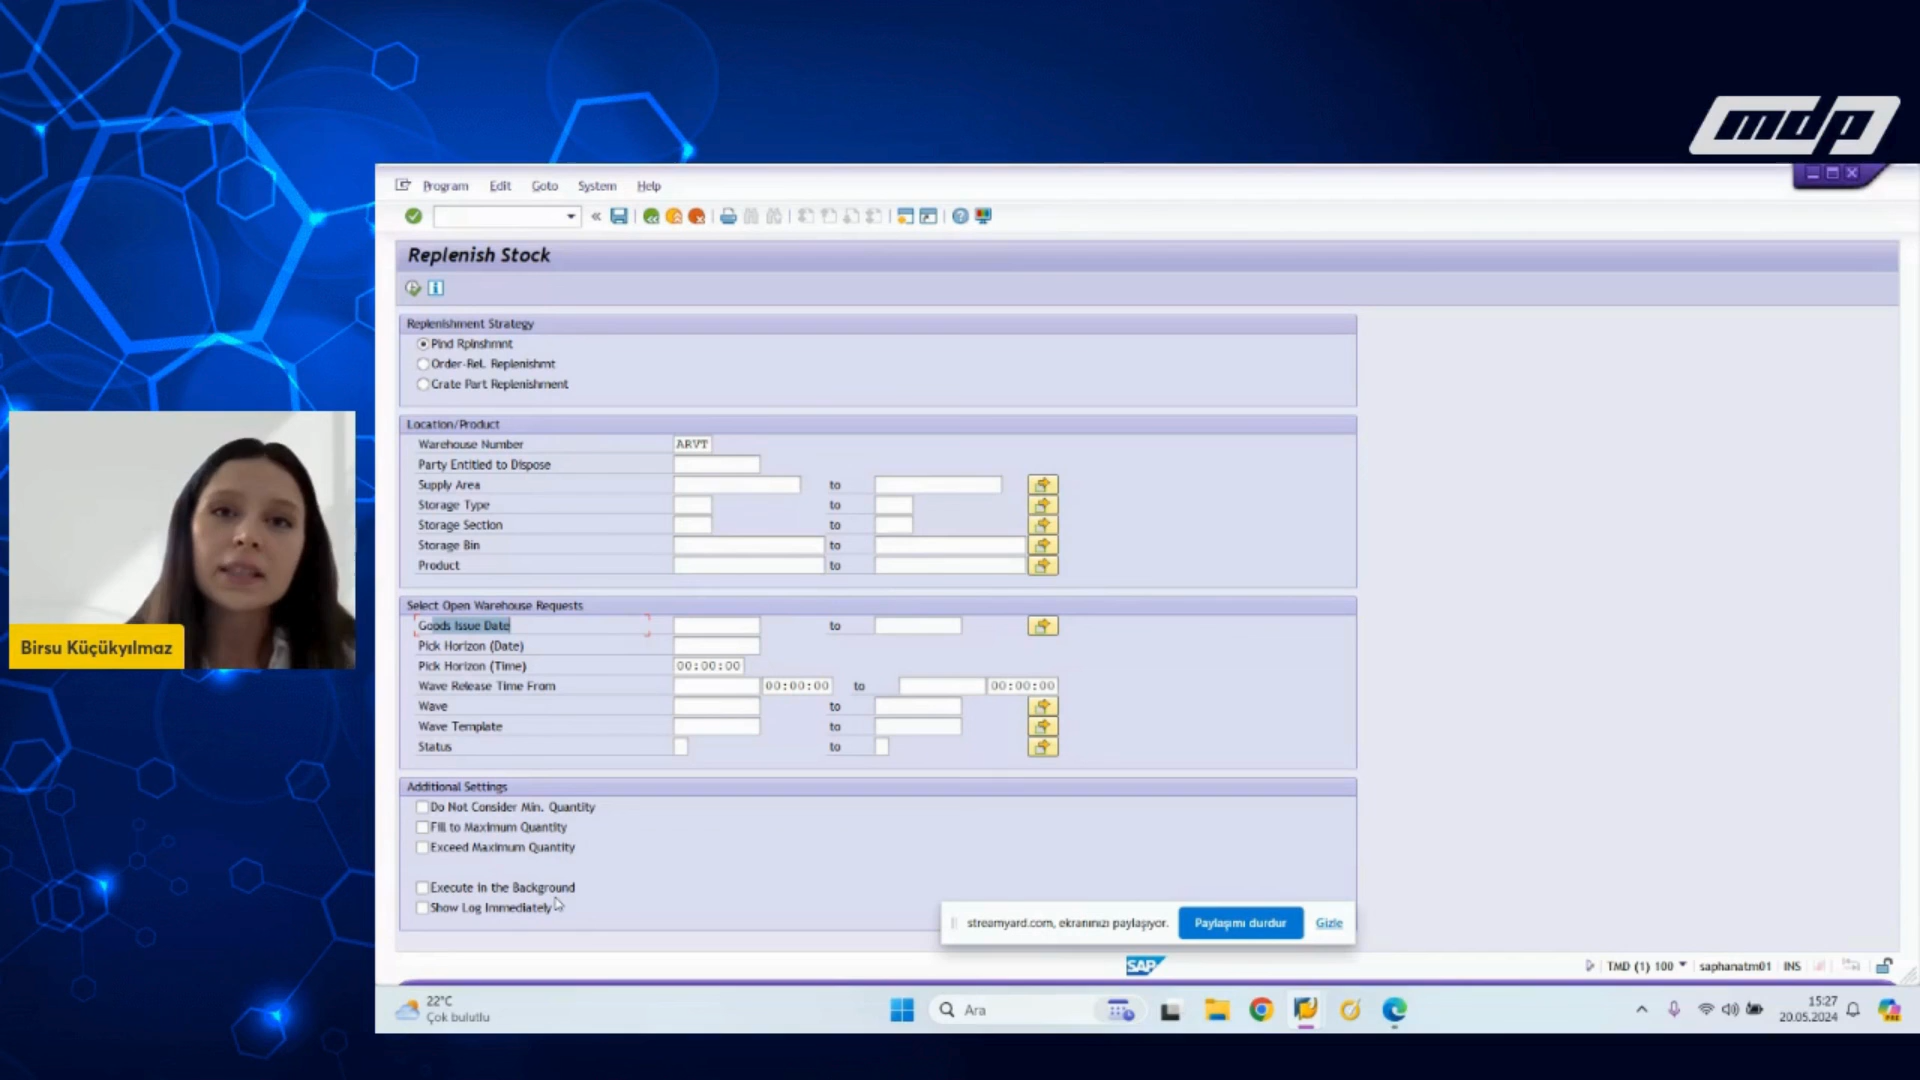 mdp
Program Edit Goto System Help
Replenish Stock
Replenishment Strategy
Plnd Rplnshmnt
Order-Rel. Replenishmt
Crate Part Replenishment
Location/Product
Warehouse Number ARVT
Party Entitled to Dispose
Supply Area to
Storage Type to
Storage Section to
Storage Bin to
Product to
Select Open Warehouse Requests
Goods Issue Date to
Pick Horizon (Date)
Pick Horizon (Time) 00:00:00
Wave Release Time From 00:00:00 to 00:00:00
Wave to
Wave Template to
Status to
Additional Settings
Do Not Consider Min. Quantity
Fill to Maximum Quantity
Exceed Maximum Quantity
Execute in the Background
Show Log Immediately
Birsu Küçükyılmaz
streamyard.com, ekranınızı paylaşıyor. Paylaşımı durdur Gizle
SAP
TMD (1) 100 saphanatm01 INS
22°C
Çok bulutlu
Ara
15:27
20.05.2024